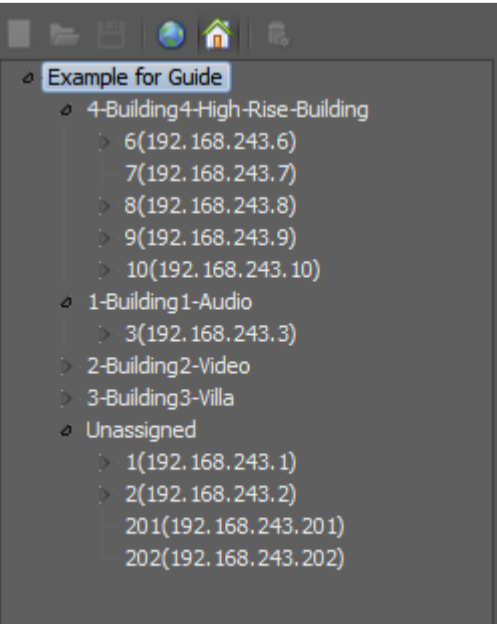 Example for Guide
4-Building4-High-Rise-Building
6(192.168.243.6)
7(192.168.243.7)
8(192.168.243.8)
9(192.168.243.9)
10(192.168.243.10)
1-Building1-Audio
3(192.168.243.3)
2-Building2-Video
3-Building3-Villa
Unassigned
1(192.168.243.1)
2(192.168.243.2)
201(192.168.243.201)
202(192.168.243.202)